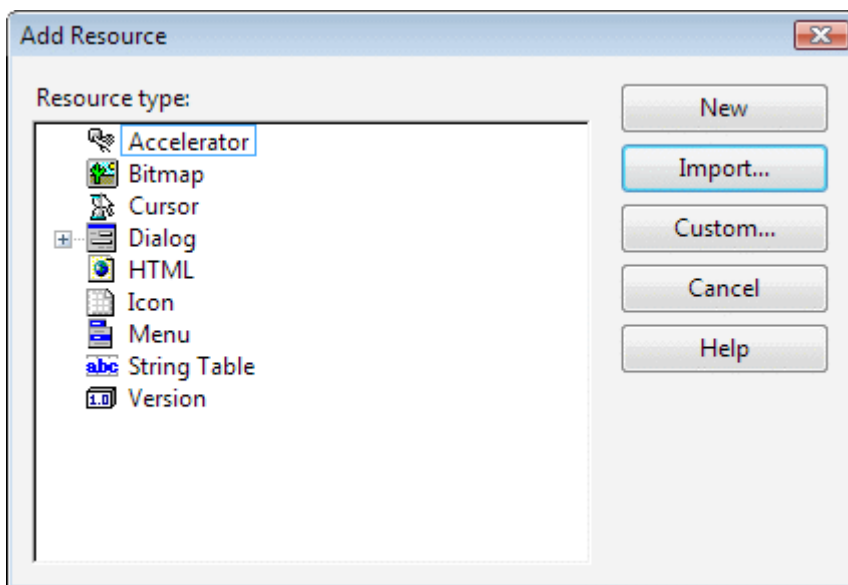 Add Resource
Resource type:
Accelerator
Bitmap
Cursor
Dialog
HTML
Icon
Menu
abc String Table
1.0 Version
New
Import...
Custom...
Cancel
Help